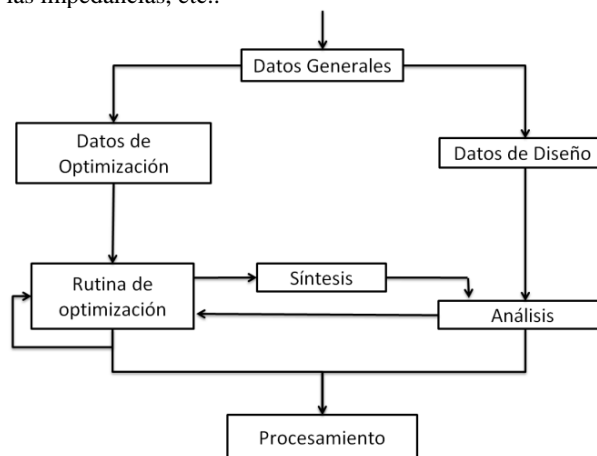 las impedancias, etc..
Datos Generales
Datos de
Optimización
Datos de Diseño
Rutina de
optimización
Síntesis
Análisis
Procesamiento